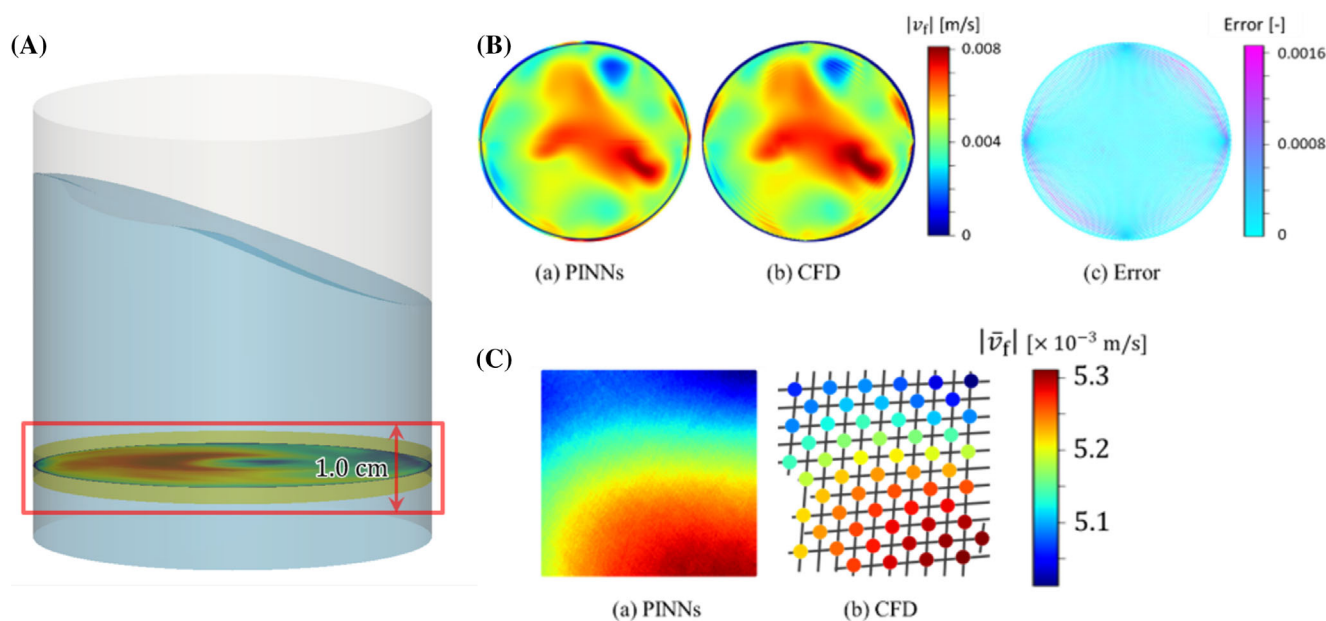 (A)
1.0 cm
(B)
|v_f| [m/s]
0.008
0.004
0
Error [-]
0.0016
0.0008
0
(a) PINNs
(b) CFD
(c) Error
(C)
|v̄_f| [× 10⁻³ m/s]
5.3
5.2
5.1
(a) PINNs
(b) CFD